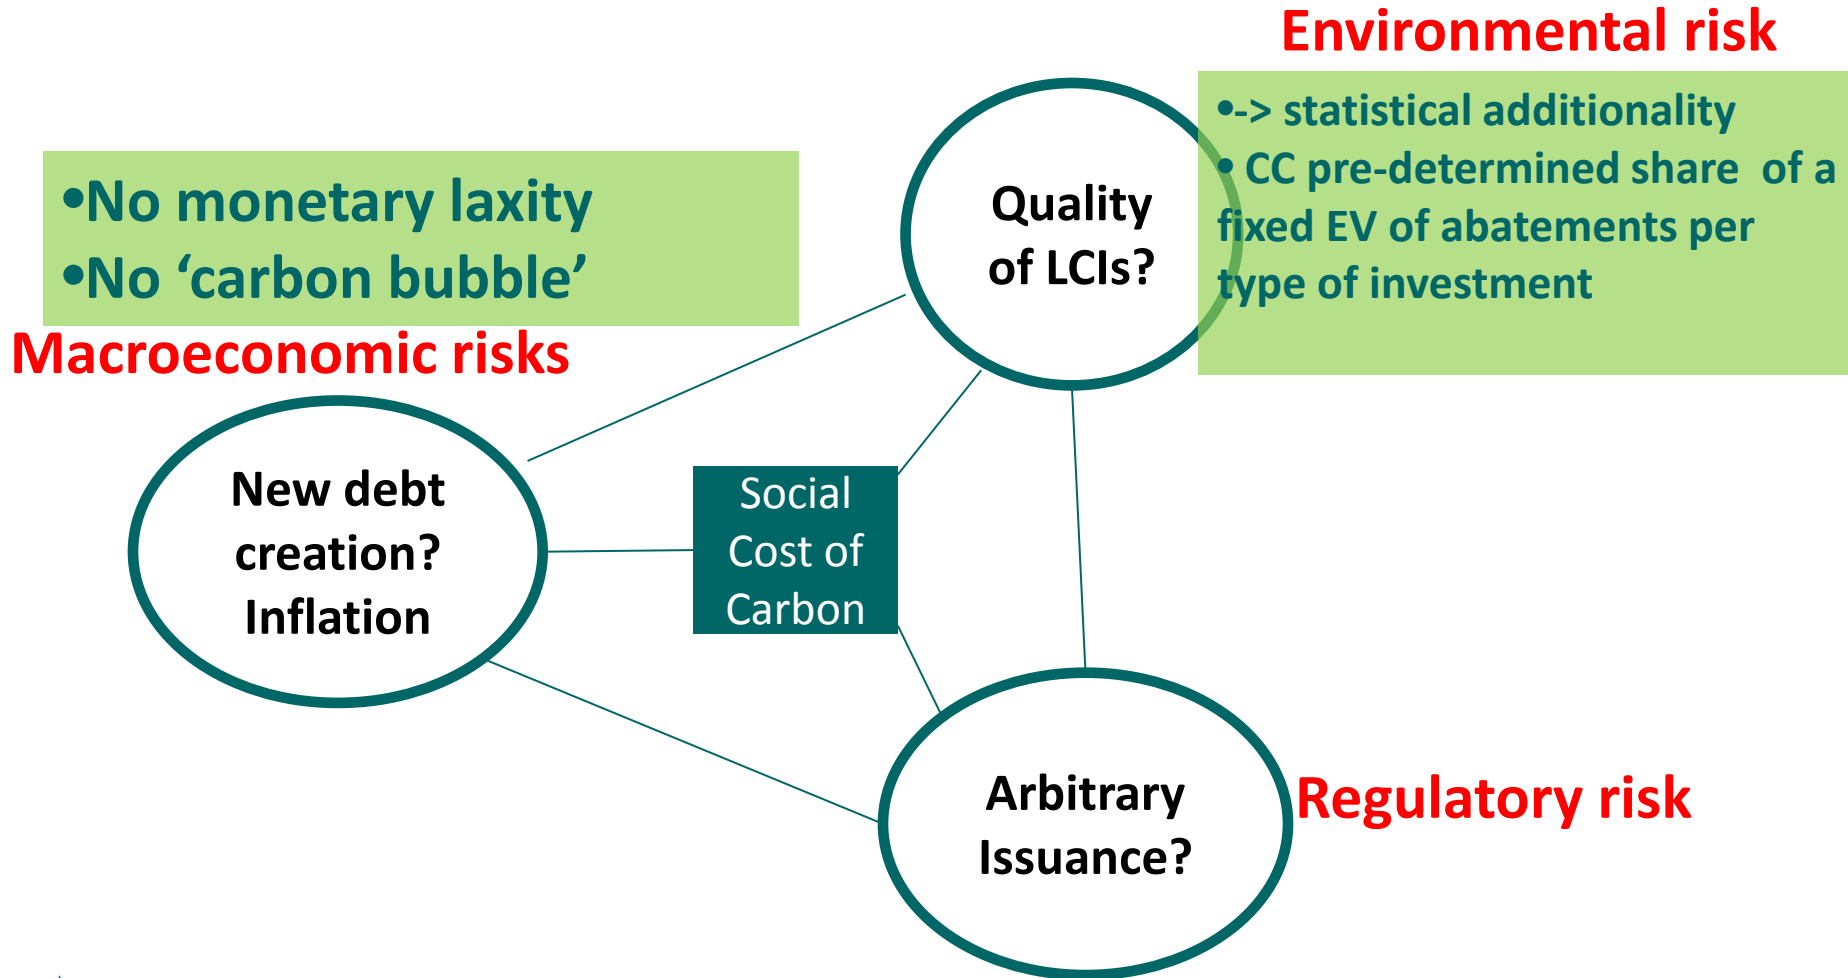 Environmental risk
•-> statistical additionality
• CC pre-determined share of a
fixed EV of abatements per
type of investment
Quality
of LCIs?
•No monetary laxity
•No ‘carbon bubble’
Macroeconomic risks
New debt
creation?
Inflation
Social
Cost of
Carbon
Arbitrary
Issuance?
Regulatory risk